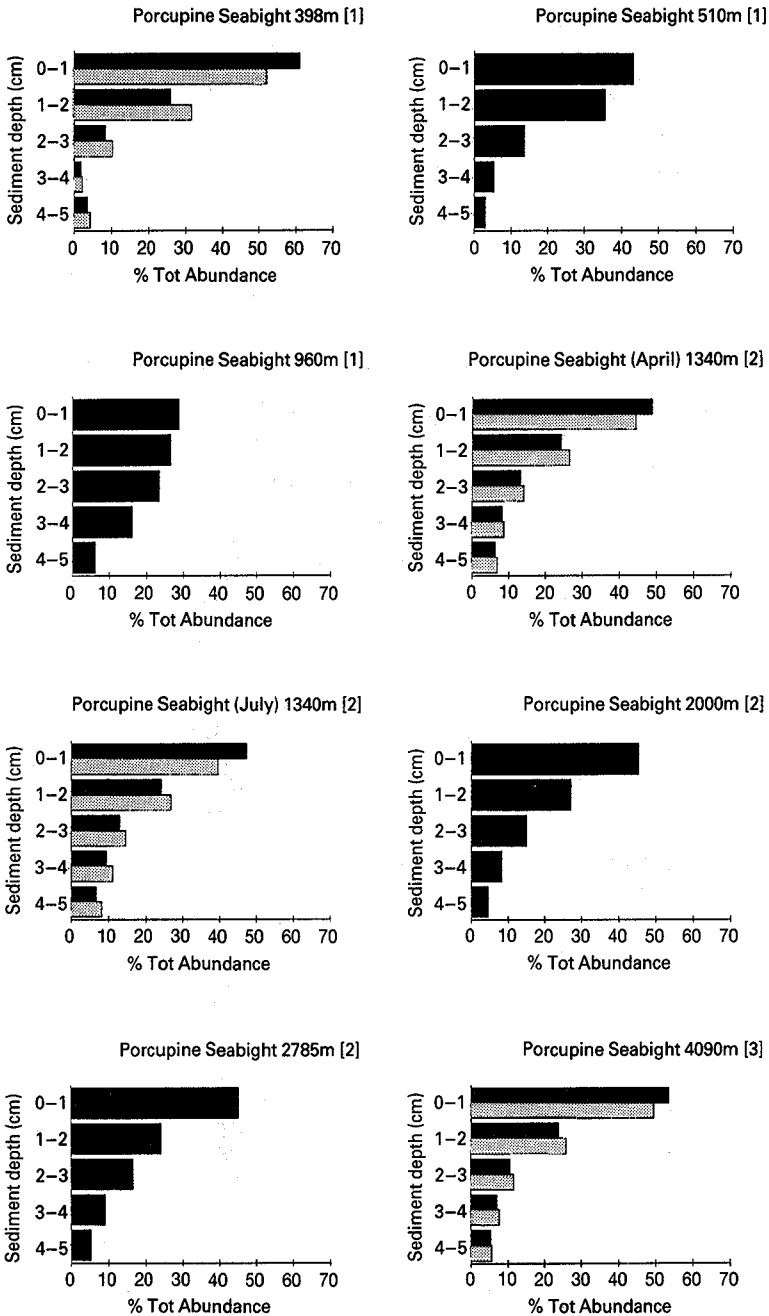 Porcupine Seabight 398m [1]
Sediment depth (cm)
0–1
1–2
2–3
3–4
4–5
0 10 20 30 40 50 60 70
% Tot Abundance
Porcupine Seabight 510m [1]
Sediment depth (cm)
0–1
1–2
2–3
3–4
4–5
0 10 20 30 40 50 60 70
% Tot Abundance
Porcupine Seabight 960m [1]
Sediment depth (cm)
0–1
1–2
2–3
3–4
4–5
0 10 20 30 40 50 60 70
% Tot Abundance
Porcupine Seabight (April) 1340m [2]
Sediment depth (cm)
0–1
1–2
2–3
3–4
4–5
0 10 20 30 40 50 60 70
% Tot Abundance
Porcupine Seabight (July) 1340m [2]
Sediment depth (cm)
0–1
1–2
2–3
3–4
4–5
0 10 20 30 40 50 60 70
% Tot Abundance
Porcupine Seabight 2000m [2]
Sediment depth (cm)
0–1
1–2
2–3
3–4
4–5
0 10 20 30 40 50 60 70
% Tot Abundance
Porcupine Seabight 2785m [2]
Sediment depth (cm)
0–1
1–2
2–3
3–4
4–5
0 10 20 30 40 50 60 70
% Tot Abundance
Porcupine Seabight 4090m [3]
Sediment depth (cm)
0–1
1–2
2–3
3–4
4–5
0 10 20 30 40 50 60 70
% Tot Abundance